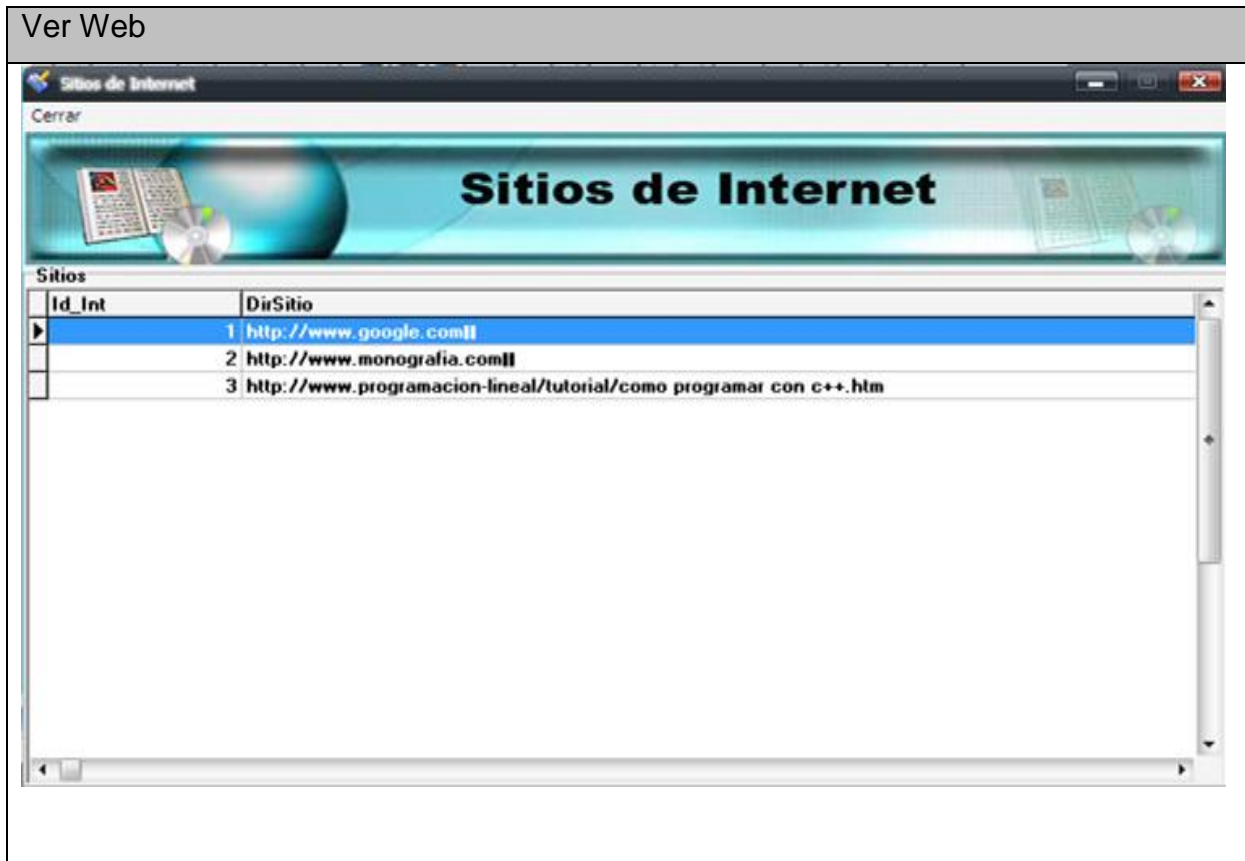 Ver Web
Sitios de Internet
Cerrar
Sitios de Internet
Sitios
Id_Int DirSitio
1 http://www.google.com
2 http://www.monografia.com
3 http://www.programacion-lineal/tutorial/como programar con c++.htm